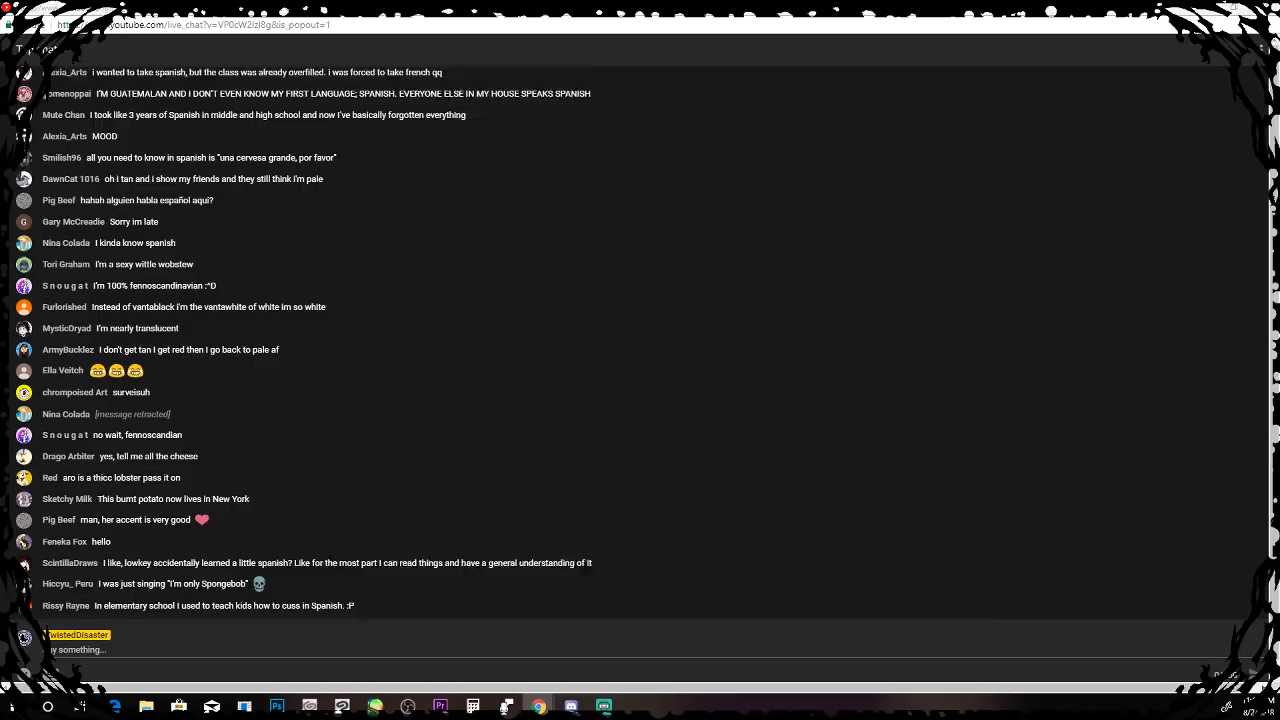 youtube.com/live_chat?v=VP0cW2lzl8g&is_popout=1
Alexia_Arts i wanted to take spanish, but the class was already overfilled. i was forced to take french qq
gomenoppai I'M GUATEMALAN AND I DON'T EVEN KNOW MY FIRST LANGUAGE; SPANISH. EVERYONE ELSE IN MY HOUSE SPEAKS SPANISH
Mute Chan I took like 3 years of Spanish in middle and high school and now I've basically forgotten everything
Alexia_Arts MOOD
Smilish96 all you need to know in spanish is "una cervesa grande, por favor"
DawnCat 1016 oh i tan and i show my friends and they still think i'm pale
Pig Beef hahah alguien habla español aqui?
G Gary McCreadie Sorry im late
Nina Colada I kinda know spanish
Tori Graham I'm a sexy wittle wobstew
S n o u g a t I'm 100% fennoscandinavian :^D
Furlorished Instead of vantablack i'm the vantawhite of white im so white
MysticDryad I'm nearly translucent
ArmyBucklez I don't get tan I get red then I go back to pale af
Ella Veitch 😂😂😂
chrompoised Art surveisuh
Nina Colada [message retracted]
S n o u g a t no wait, fennoscandian
Drago Arbiter yes, tell me all the cheese
Red aro is a thicc lobster pass it on
Sketchy Milk This burnt potato now lives in New York
Pig Beef man, her accent is very good ❤
Feneka Fox hello
ScintillaDraws I like, lowkey accidentally learned a little spanish? Like for the most part I can read things and have a general understanding of it
Hiccyu_ Peru I was just singing "I'm only Spongebob" 💀
Rissy Rayne In elementary school I used to teach kids how to cuss in Spanish. :P
TwistedDisaster
Say something...
Ps Pr